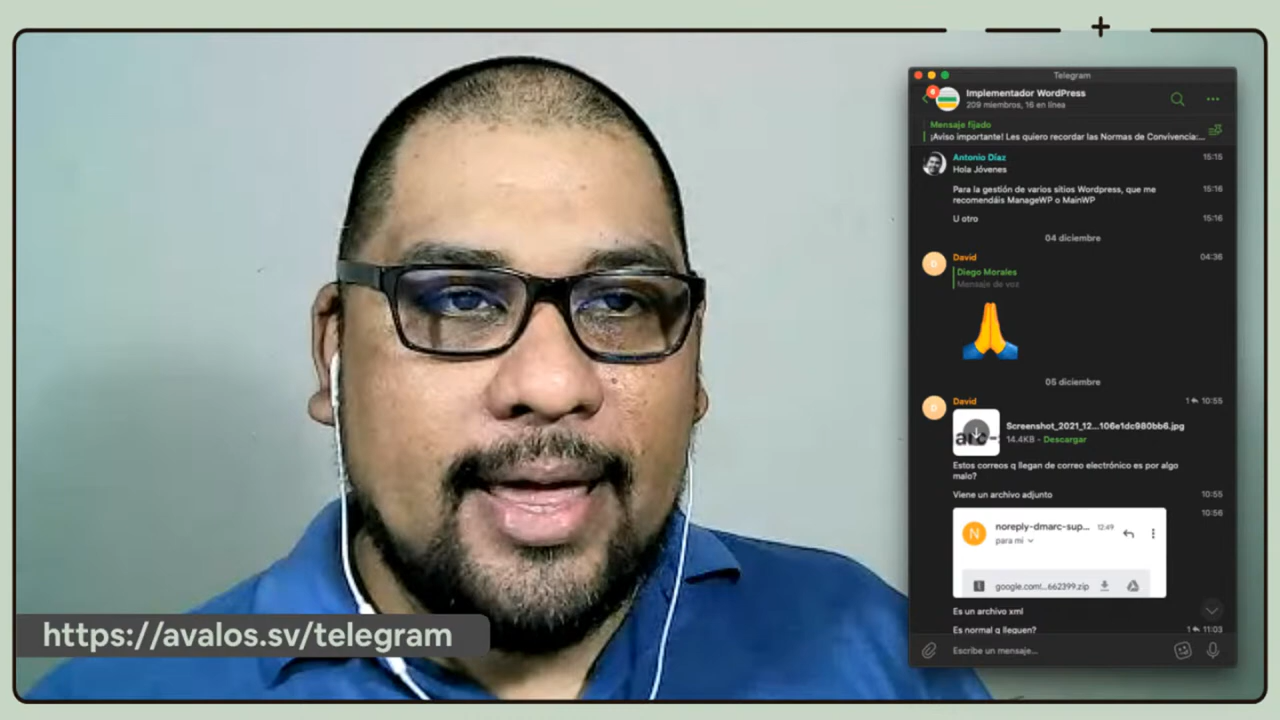 Telegram
6
Implementador WordPress
209 miembros, 16 en línea
Mensaje fijado
¡Aviso importante! Les quiero recordar las Normas de Convivencia:...
Antonio Díaz 15:15
Hola Jóvenes
Para la gestión de varios sitios Wordpress, que me 15:16
recomendáis ManageWP o MainWP
U otro 15:16
04 diciembre
David 04:36
Diego Morales
Mensaje de voz
05 diciembre
D
David 1 10:55
Screenshot_2021_12...106e1dc980bb6.jpg
14.4KB - Descargar
Estos correos q llegan de correo electrónico es por algo
malo?
Viene un archivo adjunto 10:55
10:56
N
noreply-dmarc-sup... 12:49
para mi
google.com!...662399.zip
Es un archivo xml
Es normal q lleguen? 1 11:03
Escribe un mensaje...
https://avalos.sv/telegram